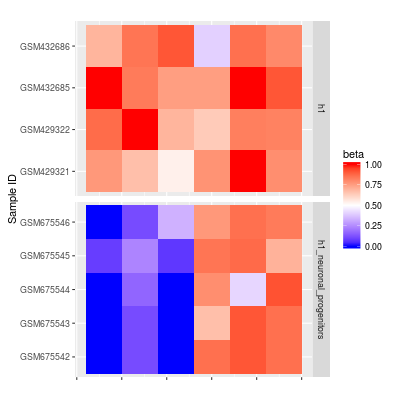 GSM432686
GSM432685
GSM429322
GSM429321
h1
GSM675546
GSM675545
GSM675544
GSM675543
GSM675542
h1_neuronal_progenitors
Sample ID
beta
1.00
0.75
0.50
0.25
0.00